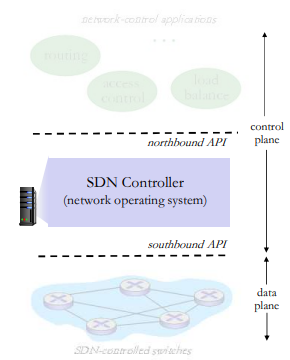 network-control applications
...
routing
access
control
load
balance
control
plane
northbound API
SDN Controller
(network operating system)
southbound API
data
plane
SDN-controlled switches